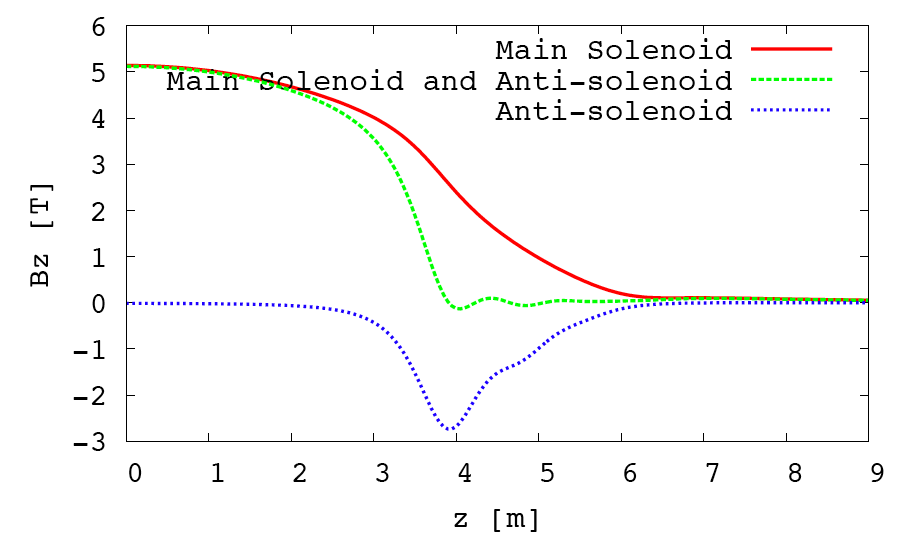 6
Main Solenoid
5
Main Solenoid and Anti-solenoid
Anti-solenoid
4
3
2
1
0
-1
-2
-3
Bz [T]
0 1 2 3 4 5 6 7 8 9
z [m]